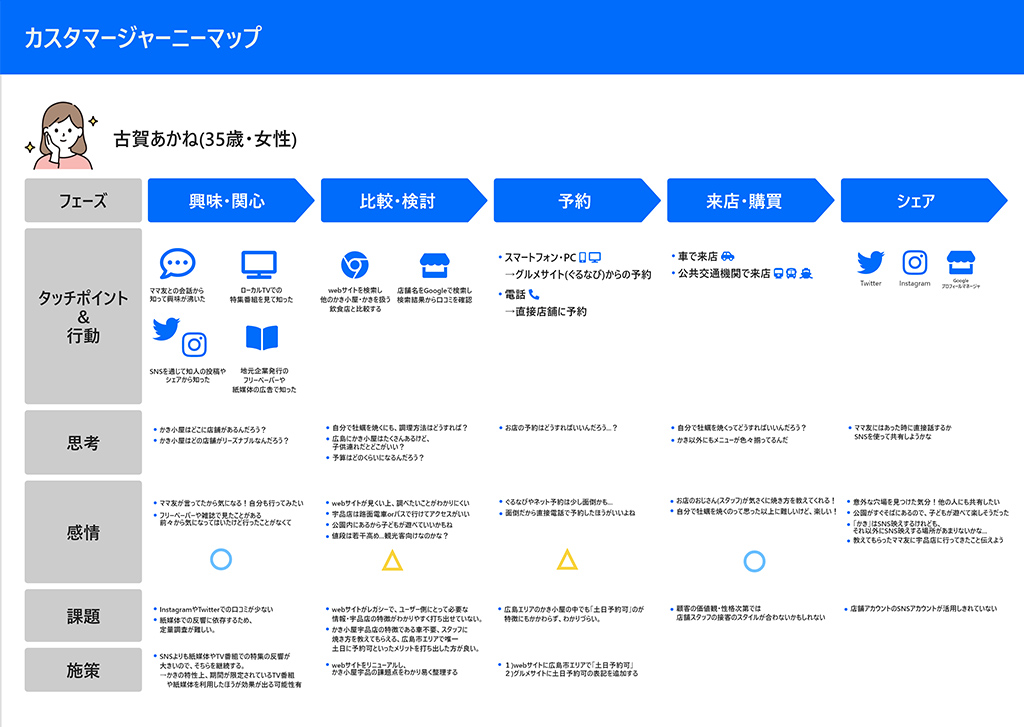 カスタマージャーニーマップ
古賀あかね(35歳・女性)
フェーズ
興味・関心
比較・検討
予約
来店・購買
シェア
タッチポイント
&
行動
ママ友との会話から
知って興味が沸いた
ローカルTVでの
特集番組を見て知った
SNSを通じて知人の投稿や
シェアから知った
地元企業発行の
フリーペーパーや
紙媒体の広告で知った
webサイトを検索し
他のかき小屋・かきを扱う
飲食店と比較する
店舗名をGoogleで検索し
検索結果から口コミを確認
・スマートフォン・PC
→グルメサイト(ぐるなび)からの予約
・電話
→直接店舗に予約
・車で来店
・公共交通機関で来店
Twitter
Instagram
Google
プロフィールマネージャ
思考
・かき小屋はどこに店舗があるんだろう?
・かき小屋はどの店舗がリーズナブルなんだろう?
・自分で牡蠣を焼くにも、調理方法はどうすれば?
・広島にかき小屋はたくさんあるけど、
子供連れだとどこがいい?
・予算はどのくらいになるんだろう?
・お店の予約はどうすればいいんだろう…?
・自分で牡蠣を焼くってどうすればいいんだろう?
・かき以外にもメニューが色々揃ってるんだ
・ママ友にはあった時に直接話するか
SNSを使って共有しようかな
感情
・ママ友が言ってたから気になる!自分も行ってみたい
・フリーペーパーや雑誌で見たことがある
前々から気になってはいたけど行ったことがなくて
・webサイトが見くい上、調べたいことがわかりにくい
・宇品店は路面電車orバスで行けてアクセスがいい
・公園内にあるから子どもが遊べていいかもね
・値段は若干高め…観光客向けなのかな?
・ぐるなびやネット予約は少し面倒かも…
・面倒だから直接電話で予約したほうがいいよね
・お店のおじさん(スタッフ)が気さくに焼き方を教えてくれる!
・自分で牡蠣を焼くのって思った以上に難しいけど、楽しい!
・意外な穴場を見つけた気分!他の人にも共有したい
・公園がすぐそばにあるので、子どもが遊べて楽しそうだった
・「かき」はSNS映えするけれども、
それ以外にSNS映えする場所があまりないかな…
・教えてもらったママ友に宇品店に行ってきたこと伝えよう
課題
・InstagramやTwitterでの口コミが少ない
・紙媒体での反響に依存するため、
定量調査が難しい。
・webサイトがレガシーで、ユーザー側にとって必要な
情報・宇品店の特徴がわかりやすく打ち出せていない。
・かき小屋宇品店の特徴である車不要、スタッフに
焼き方を教えてもらえる、広島市エリアで唯一
土日に予約可といったメリットを打ち出した方が良い。
・広島エリアのかき小屋の中でも「土日予約可」のが
特徴にもかかわらず、わかりづらい。
・顧客の価値観・性格次第では
店舗スタッフの接客のスタイルが合わないかもしれない
・店舗アカウントのSNSアカウントが活用しきれていない
施策
・SNSよりも紙媒体やTV番組での特集の反響が
大きいので、そちらを継続する。
→かきの特性上、期間が限定されているTV番組
や紙媒体を利用したほうが効果が出る可能性有
・webサイトをリニューアルし、
かき小屋宇品の課題点をわかり易く整理する
・1)webサイトに広島市エリアで「土日予約可」
2)グルメサイトに土日予約可の表記を追加する